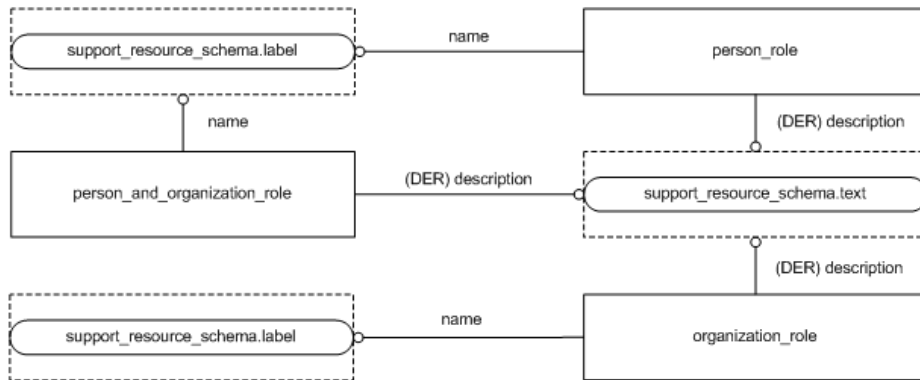 support_resource_schema.label
name
person_role
name
(DER) description
person_and_organization_role
(DER) description
support_resource_schema.text
(DER) description
support_resource_schema.label
name
organization_role